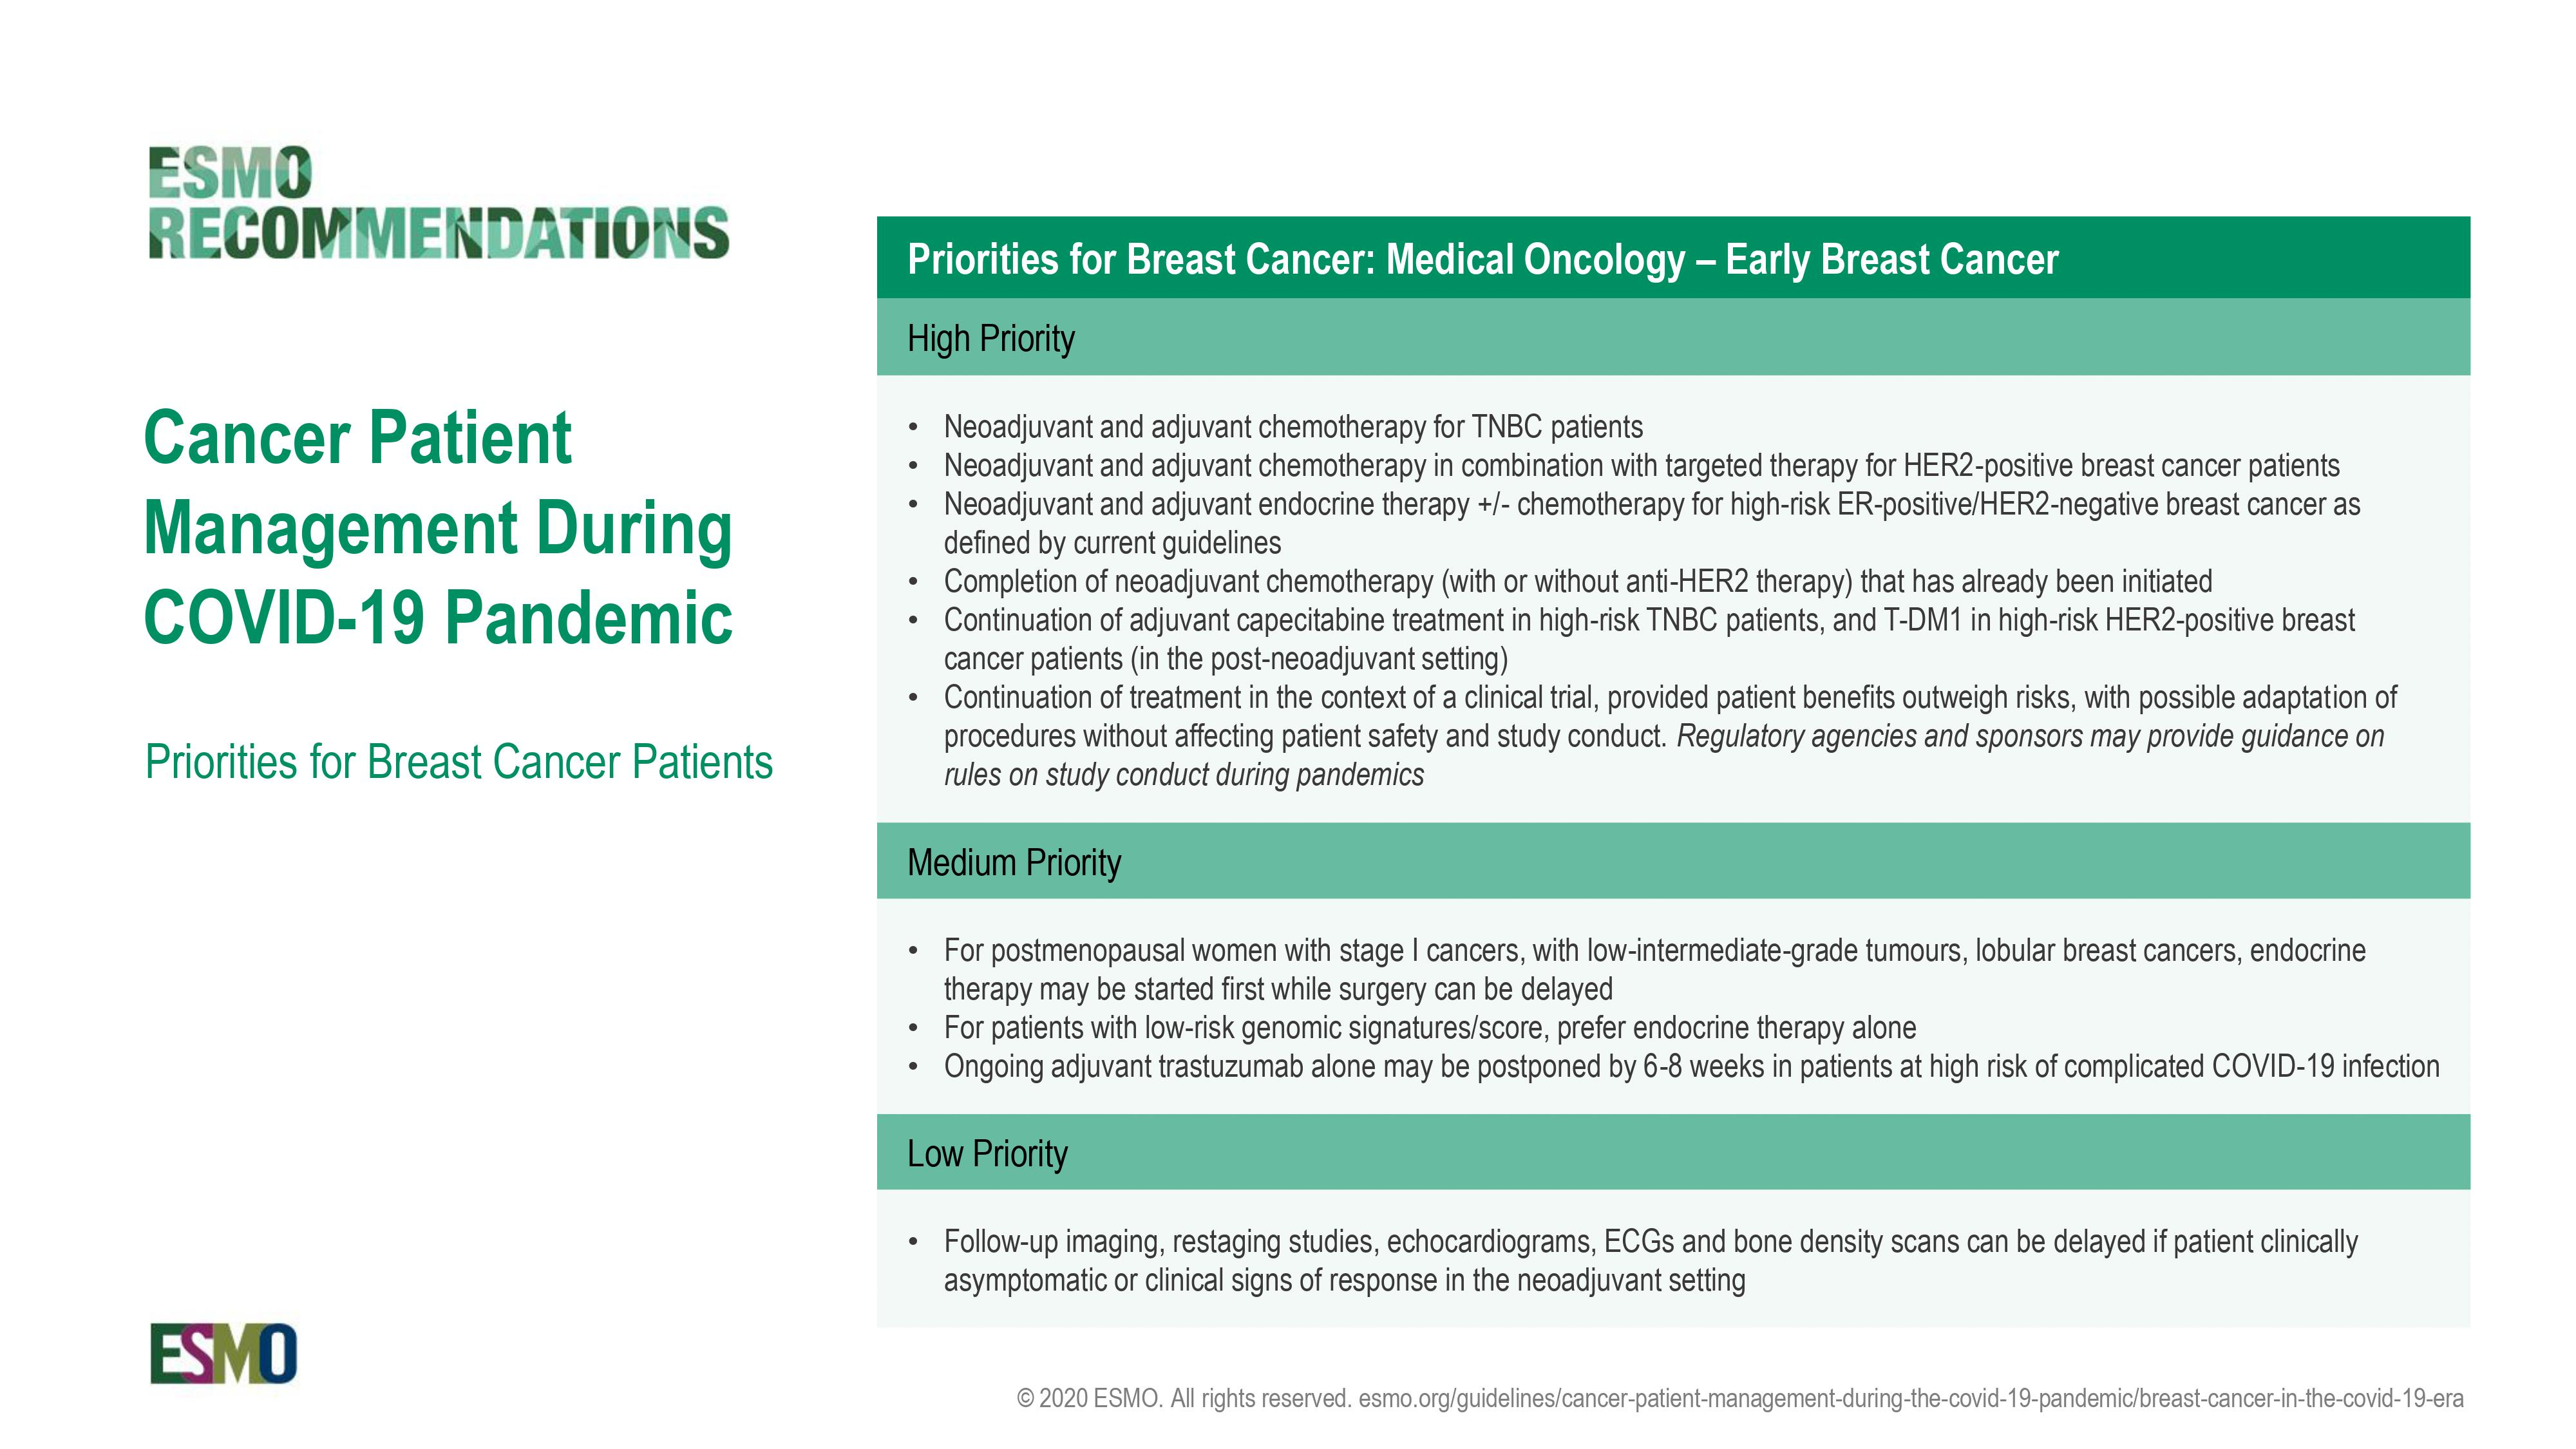 ESMO
RECOMMENDATIONS
Cancer Patient
Management During
COVID-19 Pandemic
Priorities for Breast Cancer Patients
Priorities for Breast Cancer: Medical Oncology – Early Breast Cancer
High Priority
• Neoadjuvant and adjuvant chemotherapy for TNBC patients
• Neoadjuvant and adjuvant chemotherapy in combination with targeted therapy for HER2-positive breast cancer patients
• Neoadjuvant and adjuvant endocrine therapy +/- chemotherapy for high-risk ER-positive/HER2-negative breast cancer as
defined by current guidelines
• Completion of neoadjuvant chemotherapy (with or without anti-HER2 therapy) that has already been initiated
• Continuation of adjuvant capecitabine treatment in high-risk TNBC patients, and T-DM1 in high-risk HER2-positive breast
cancer patients (in the post-neoadjuvant setting)
• Continuation of treatment in the context of a clinical trial, provided patient benefits outweigh risks, with possible adaptation of
procedures without affecting patient safety and study conduct. Regulatory agencies and sponsors may provide guidance on
rules on study conduct during pandemics
Medium Priority
• For postmenopausal women with stage I cancers, with low-intermediate-grade tumours, lobular breast cancers, endocrine
therapy may be started first while surgery can be delayed
• For patients with low-risk genomic signatures/score, prefer endocrine therapy alone
• Ongoing adjuvant trastuzumab alone may be postponed by 6-8 weeks in patients at high risk of complicated COVID-19 infection
Low Priority
• Follow-up imaging, restaging studies, echocardiograms, ECGs and bone density scans can be delayed if patient clinically
asymptomatic or clinical signs of response in the neoadjuvant setting
ESMO
© 2020 ESMO. All rights reserved. esmo.org/guidelines/cancer-patient-management-during-the-covid-19-pandemic/breast-cancer-in-the-covid-19-era